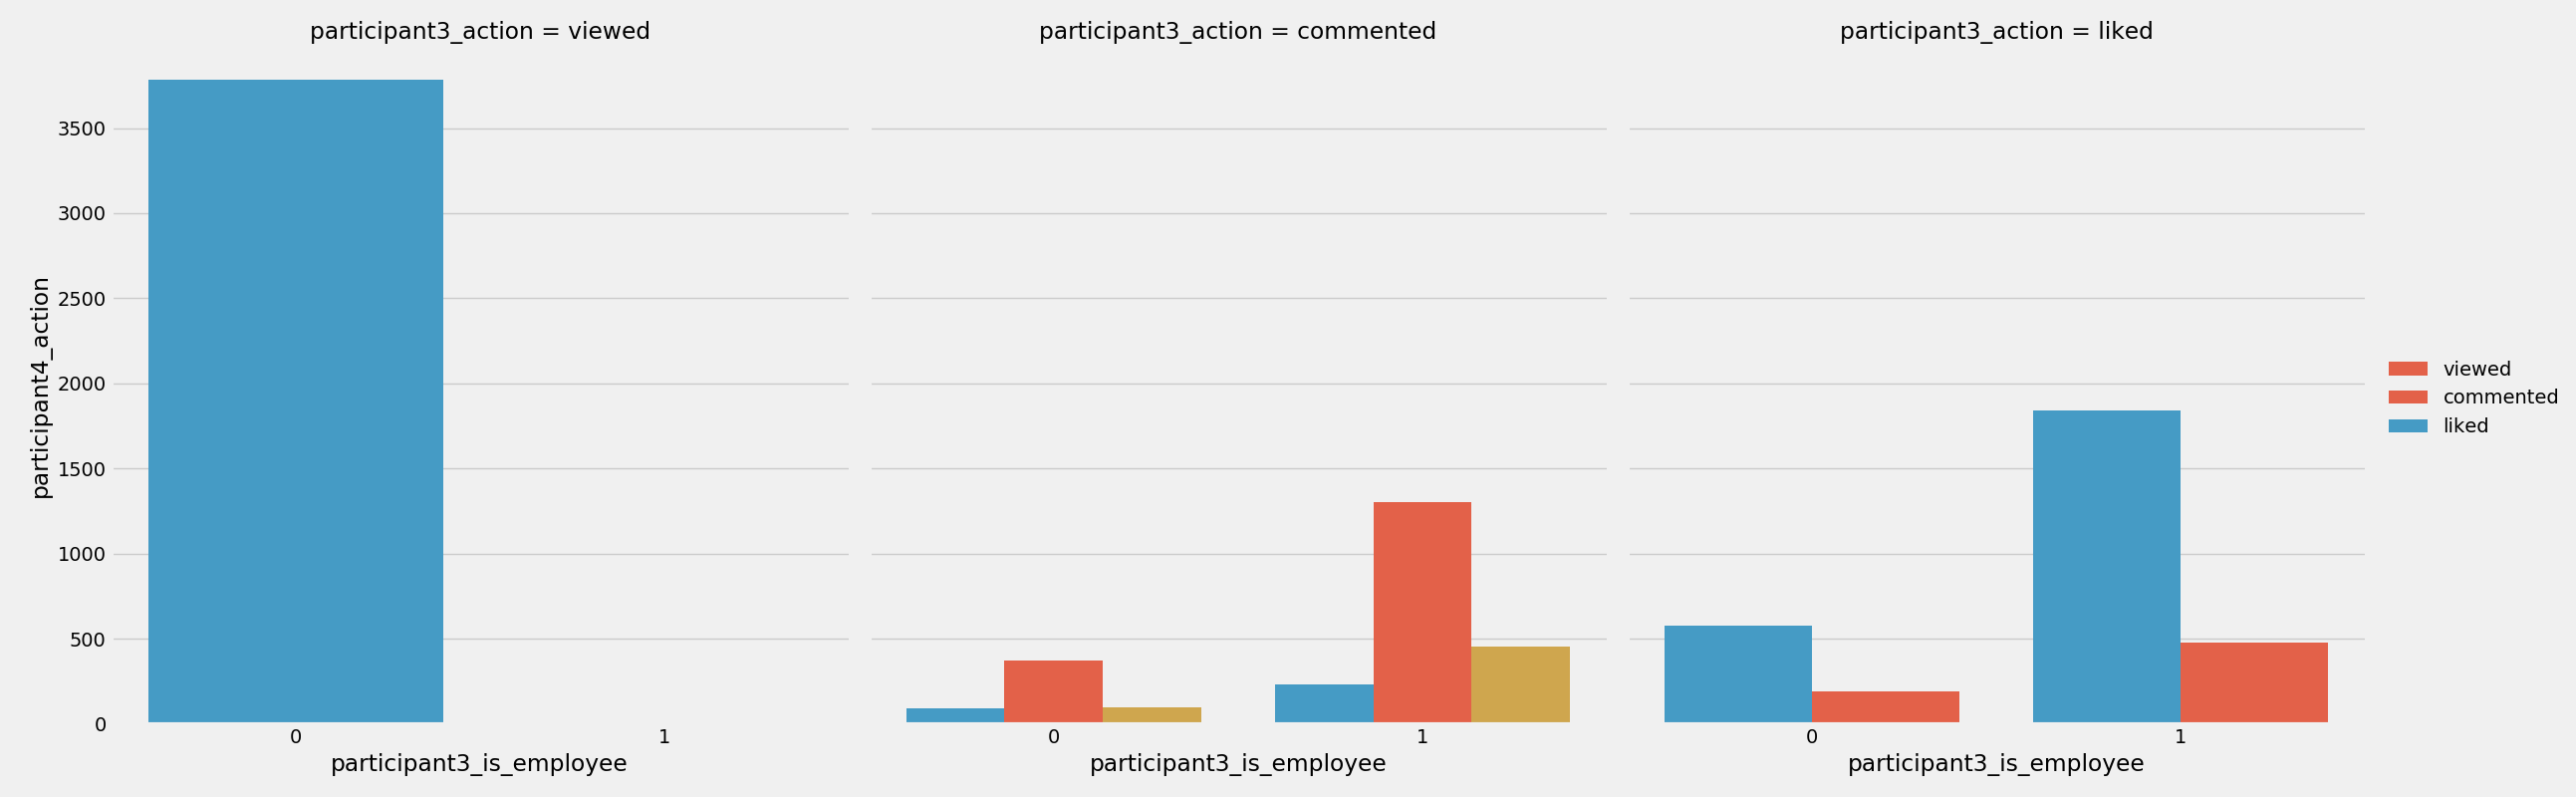 participant3_action = viewed
participant3_action = commented
participant3_action = liked
participant4_action
3500
3000
2500
2000
1500
1000
500
0
0 1
0 1
0 1
participant3_is_employee
participant3_is_employee
participant3_is_employee
viewed
commented
liked